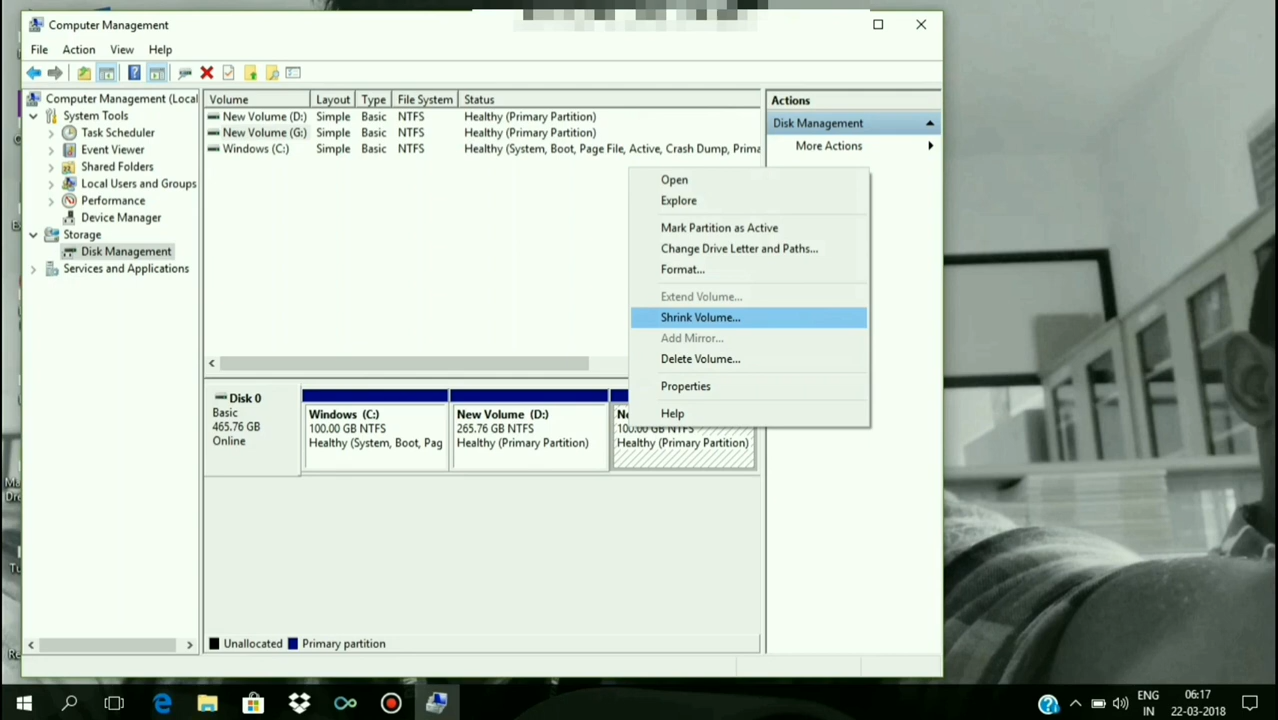 Computer Management
File Action View Help
Computer Management (Local
System Tools
Task Scheduler
Event Viewer
Shared Folders
Local Users and Groups
Performance
Device Manager
Storage
Disk Management
Services and Applications
Volume Layout Type File System Status
New Volume (D:) Simple Basic NTFS Healthy (Primary Partition)
New Volume (G:) Simple Basic NTFS Healthy (Primary Partition)
Windows (C:) Simple Basic NTFS Healthy (System, Boot, Page File, Active, Crash Dump, Prima
Actions
Disk Management
More Actions
Open
Explore
Mark Partition as Active
Change Drive Letter and Paths...
Format...
Extend Volume...
Shrink Volume...
Add Mirror...
Delete Volume...
Properties
Help
Disk 0
Basic
465.76 GB
Online
Windows (C:)
100.00 GB NTFS
Healthy (System, Boot, Pag
New Volume (D:)
265.76 GB NTFS
Healthy (Primary Partition)
Ne
100.00 GB NTFS
Healthy (Primary Partition)
Unallocated Primary partition
ENG
IN
06:17
22-03-2018